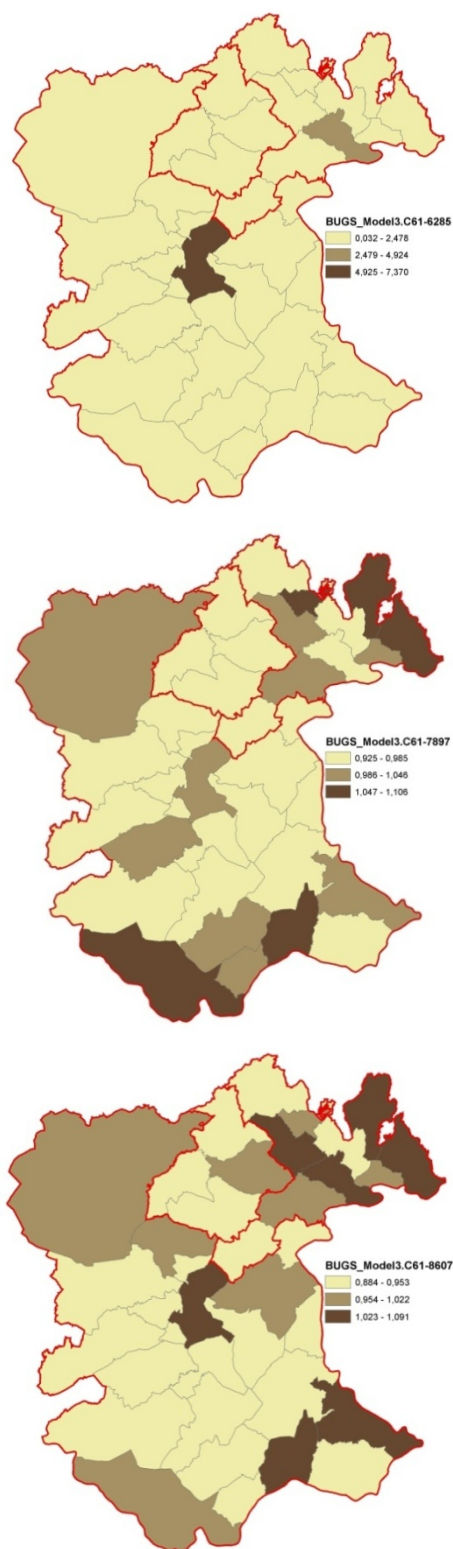 BUGS_Model3.C61-6285
0,032 - 2,478
2,479 - 4,924
4,925 - 7,370
BUGS_Model3.C61-7897
0,925 - 0,985
0,986 - 1,046
1,047 - 1,106
BUGS_Model3.C61-8607
0,884 - 0,953
0,954 - 1,022
1,023 - 1,091